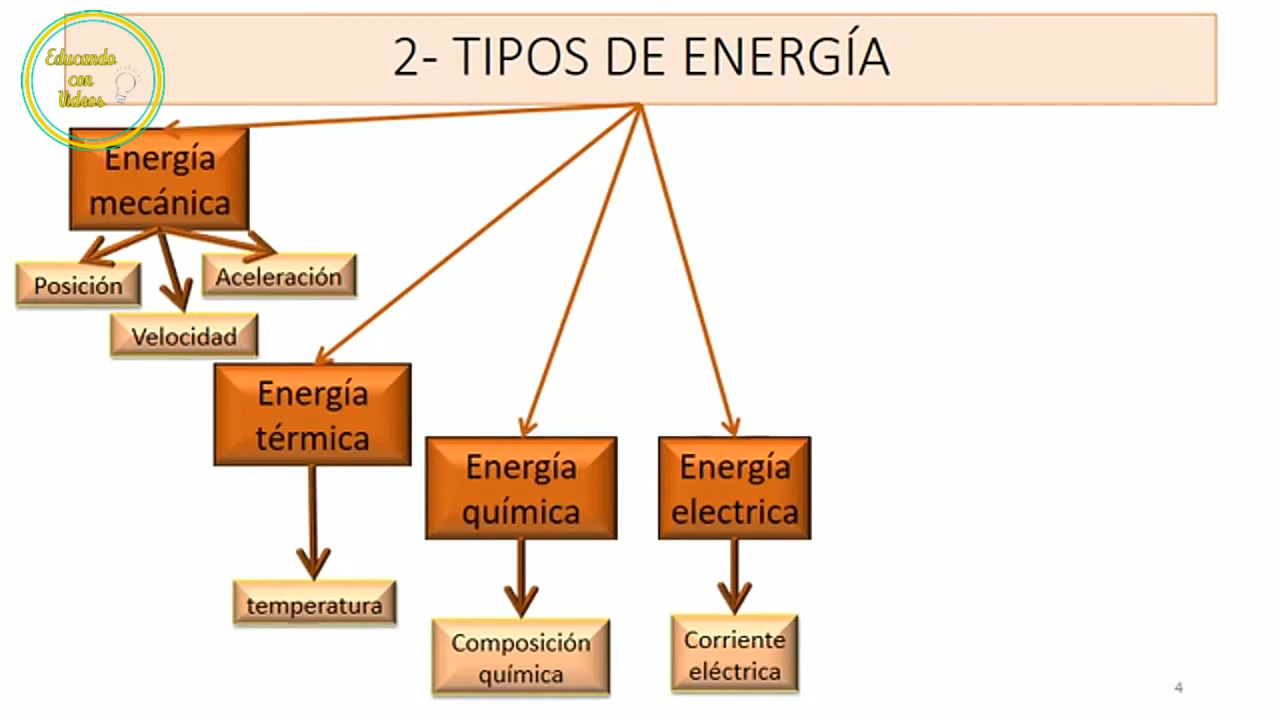 Educando
con
Videos
2- TIPOS DE ENERGÍA
Energía
mecánica
Posición
Velocidad
Aceleración
Energía
térmica
temperatura
Energía
química
Composición
química
Energía
electrica
Corriente
eléctrica
4